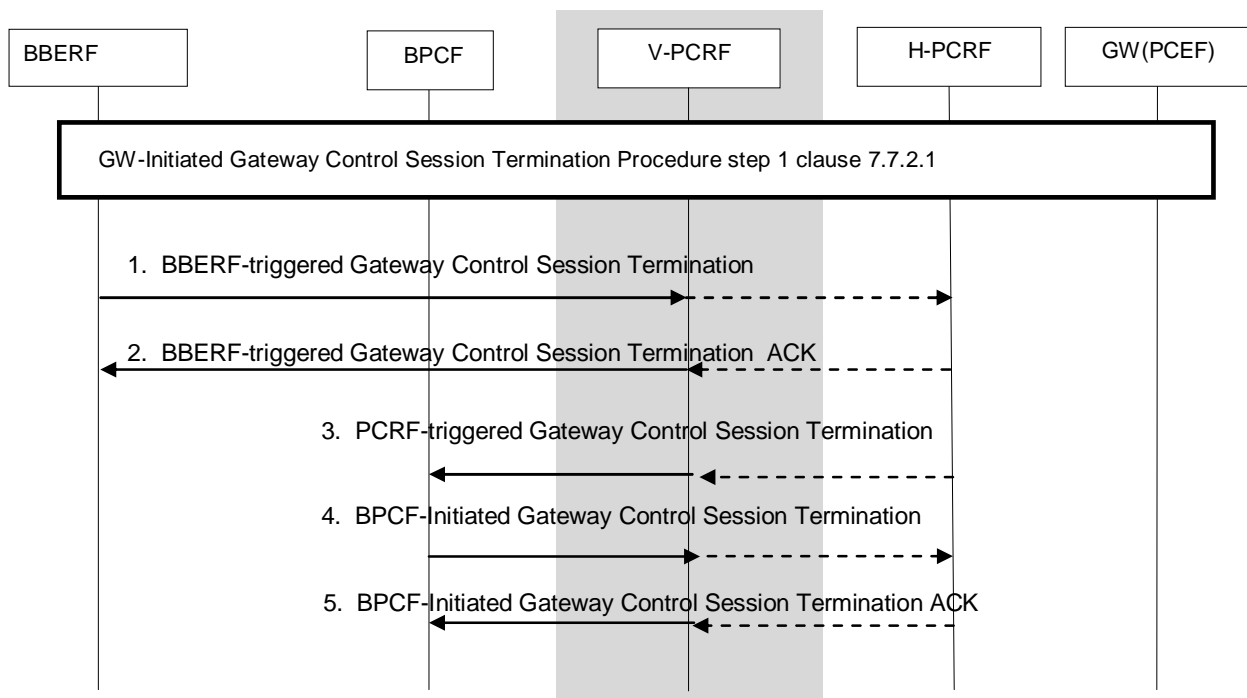 BBERF
BPCF
V-PCRF
H-PCRF
GW(PCEF)
GW-Initiated Gateway Control Session Termination Procedure step 1 clause 7.7.2.1
1. BBERF-triggered Gateway Control Session Termination
2. BBERF-triggered Gateway Control Session Termination ACK
3. PCRF-triggered Gateway Control Session Termination
4. BPCF-Initiated Gateway Control Session Termination
5. BPCF-Initiated Gateway Control Session Termination ACK